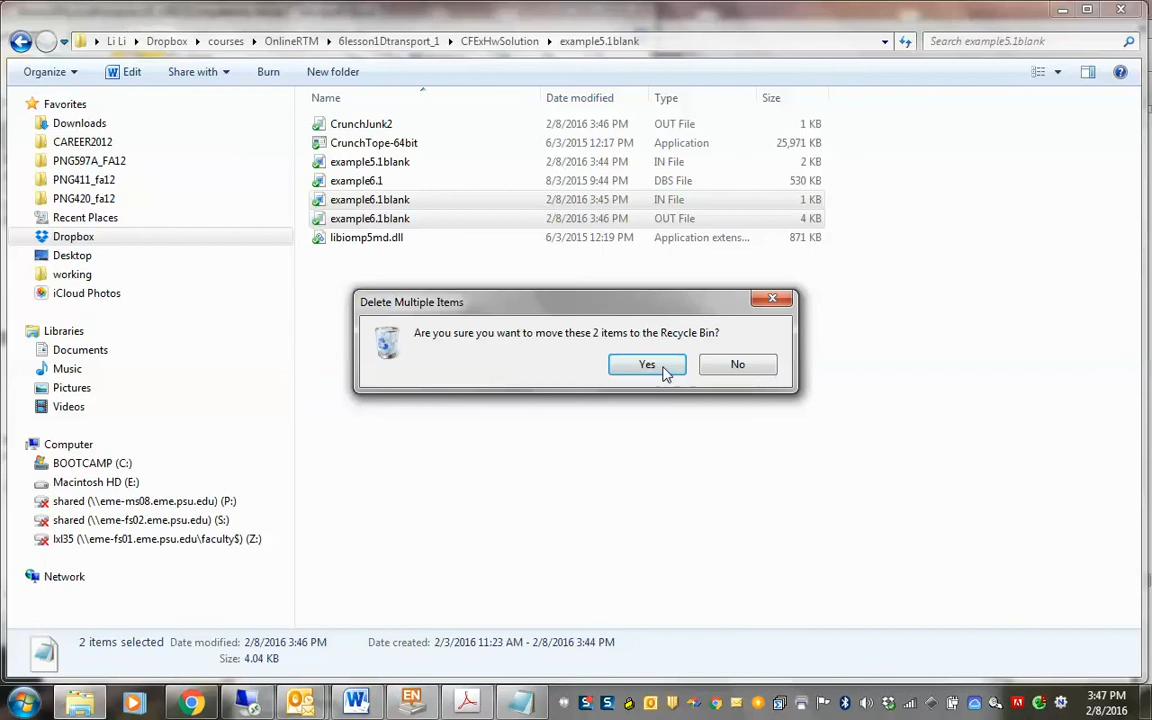 Li Li ▸ Dropbox ▸ courses ▸ OnlineRTM ▸ 6lesson1Dtransport_1 ▸ CFExHwSolution ▸ example5.1blank
Search example5.1blank
Organize Edit Share with Burn New folder
Favorites
Downloads
CAREER2012
PNG597A_FA12
PNG411_fa12
PNG420_fa12
Recent Places
Dropbox
Desktop
working
iCloud Photos
Libraries
Documents
Music
Pictures
Videos
Computer
BOOTCAMP (C:)
Macintosh HD (E:)
shared (\\eme-ms08.eme.psu.edu) (P:)
shared (\\eme-fs02.eme.psu.edu) (S:)
lxl35 (\\eme-fs01.eme.psu.edu\faculty$) (Z:)
Network
Name Date modified Type Size
CrunchJunk2 2/8/2016 3:46 PM OUT File 1 KB
CrunchTope-64bit 6/3/2015 12:17 PM Application 25,971 KB
example5.1blank 2/8/2016 3:44 PM IN File 2 KB
example6.1 8/3/2015 9:44 PM DBS File 530 KB
example6.1blank 2/8/2016 3:45 PM IN File 1 KB
example6.1blank 2/8/2016 3:46 PM OUT File 4 KB
libiomp5md.dll 6/3/2015 12:19 PM Application extens... 871 KB
Delete Multiple Items
Are you sure you want to move these 2 items to the Recycle Bin?
Yes No
2 items selected Date modified: 2/8/2016 3:46 PM Date created: 2/3/2016 11:23 AM - 2/8/2016 3:44 PM
Size: 4.04 KB
EN
3:47 PM
2/8/2016